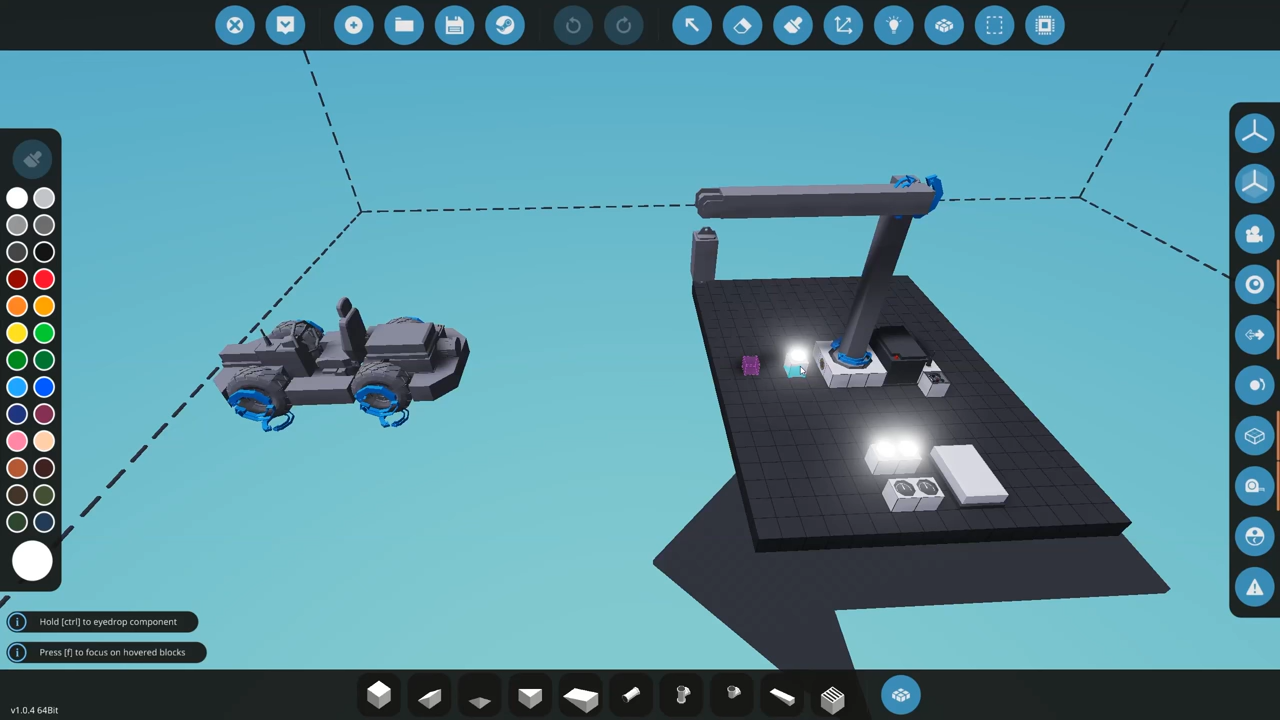 Hold [ctrl] to eyedrop component
Press [f] to focus on hovered blocks
v1.0.4 64Bit